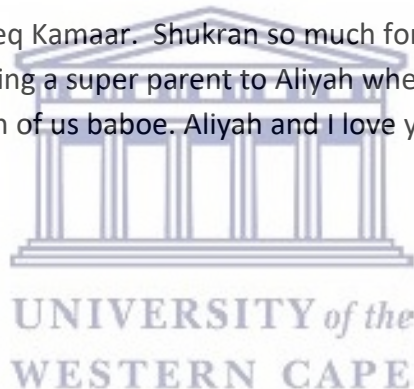 eq Kamaar. Shukran so much for
ing a super parent to Aliyah whe
of us baboe. Aliyah and I love y
UNIVERSITY of the
WESTERN CAPE